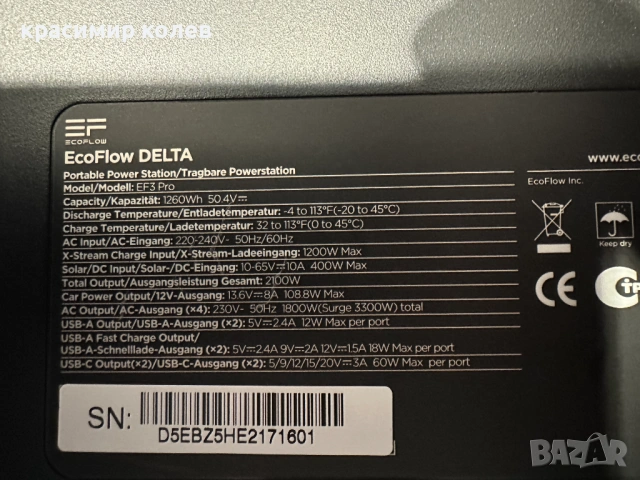 красимир колев
EF
ECOFLOW
EcoFlow DELTA
Portable Power Station/Tragbare Powerstation
Model/Modell: EF3 Pro
Capacity/Kapazität: 1260Wh 50.4V⎓
Discharge Temperature/Entladetemperatur: -4 to 113°F(-20 to 45°C)
Charge Temperature/Ladetemperatur: 32 to 113°F(0 to 45°C)
AC Input/AC-Eingang: 220-240V~ 50Hz/60Hz
X-Stream Charge Input/X-Stream-Ladeeingang: 1200W Max
Solar/DC Input/Solar-/DC-Eingang: 10-65V⎓10A 400W Max
Total Output/Ausgangsleistung Gesamt: 2100W
Car Power Output/12V-Ausgang: 13.6V⎓8A 108.8W Max
AC Output/AC-Ausgang (×4): 230V~ 50Hz 1800W(Surge 3300W) total
USB-A Output/USB-A-Ausgang (×2): 5V⎓2.4A 12W Max per port
USB-A Fast Charge Output/
USB-A-Schnelllade-Ausgang (×2): 5V⎓2.4A 9V⎓2A 12V⎓1.5A 18W Max per port
USB-C Output(×2)/USB-C-Ausgang (×2): 5/9/12/15/20V⎓3A 60W Max per port
www.eco
EcoFlow Inc.
Keep dry
CE
SN:
D5EBZ5HE2171601
bazar